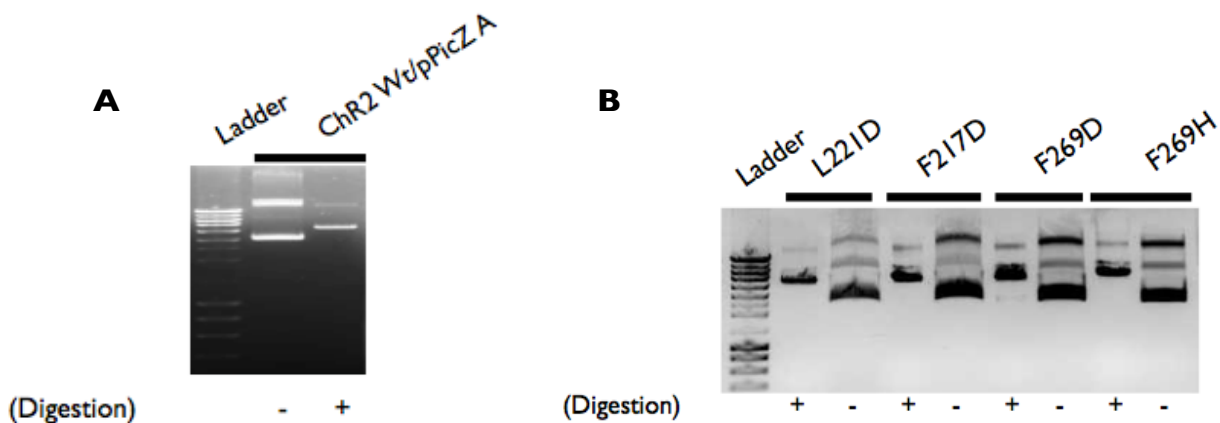 A
Ladder
ChR2 Wt/pPicZ A
(Digestion) - +
B
Ladder
L221D
F217D
F269D
F269H
(Digestion) + - + - + - + -